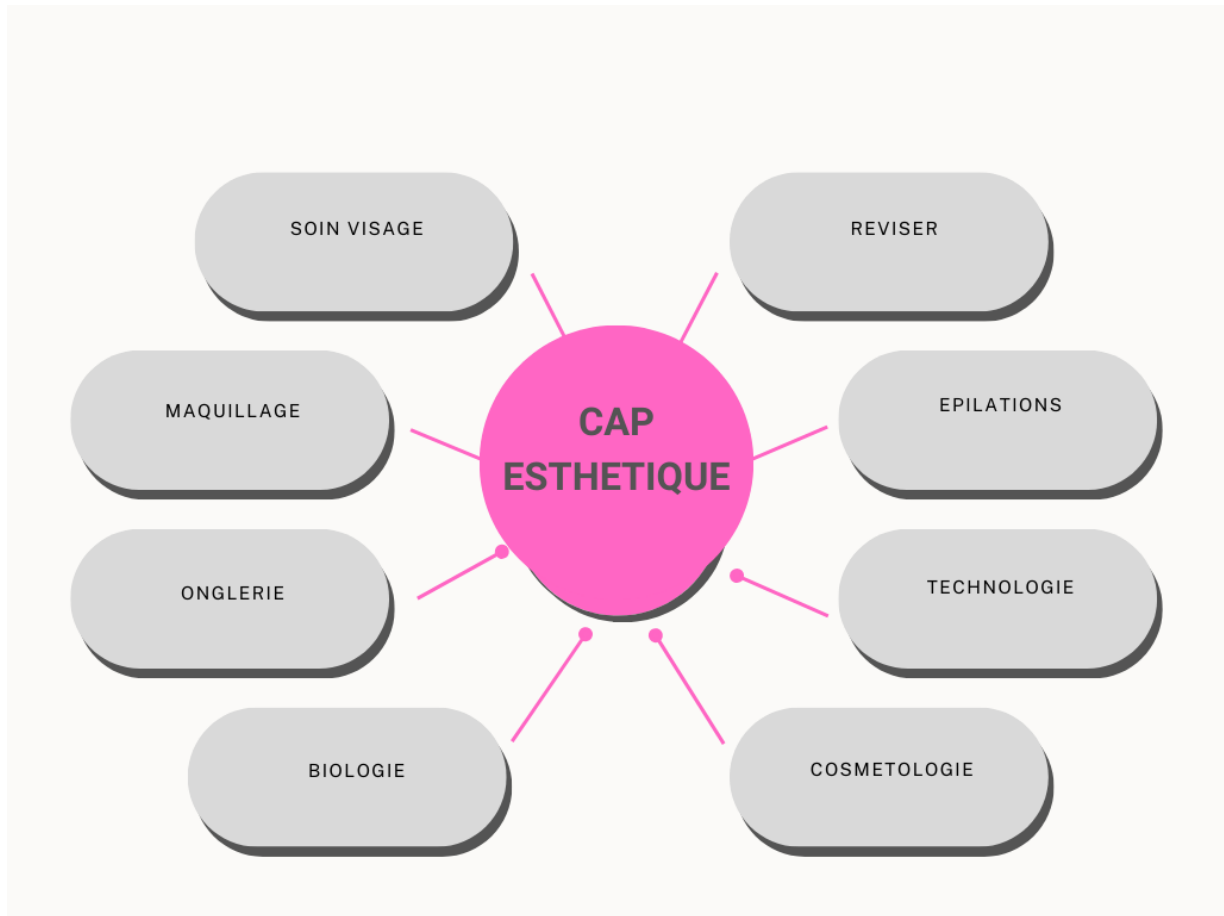 SOIN VISAGE
REVISER
MAQUILLAGE
EPILATIONS
CAP
ESTHETIQUE
ONGLERIE
TECHNOLOGIE
BIOLOGIE
COSMETOLOGIE